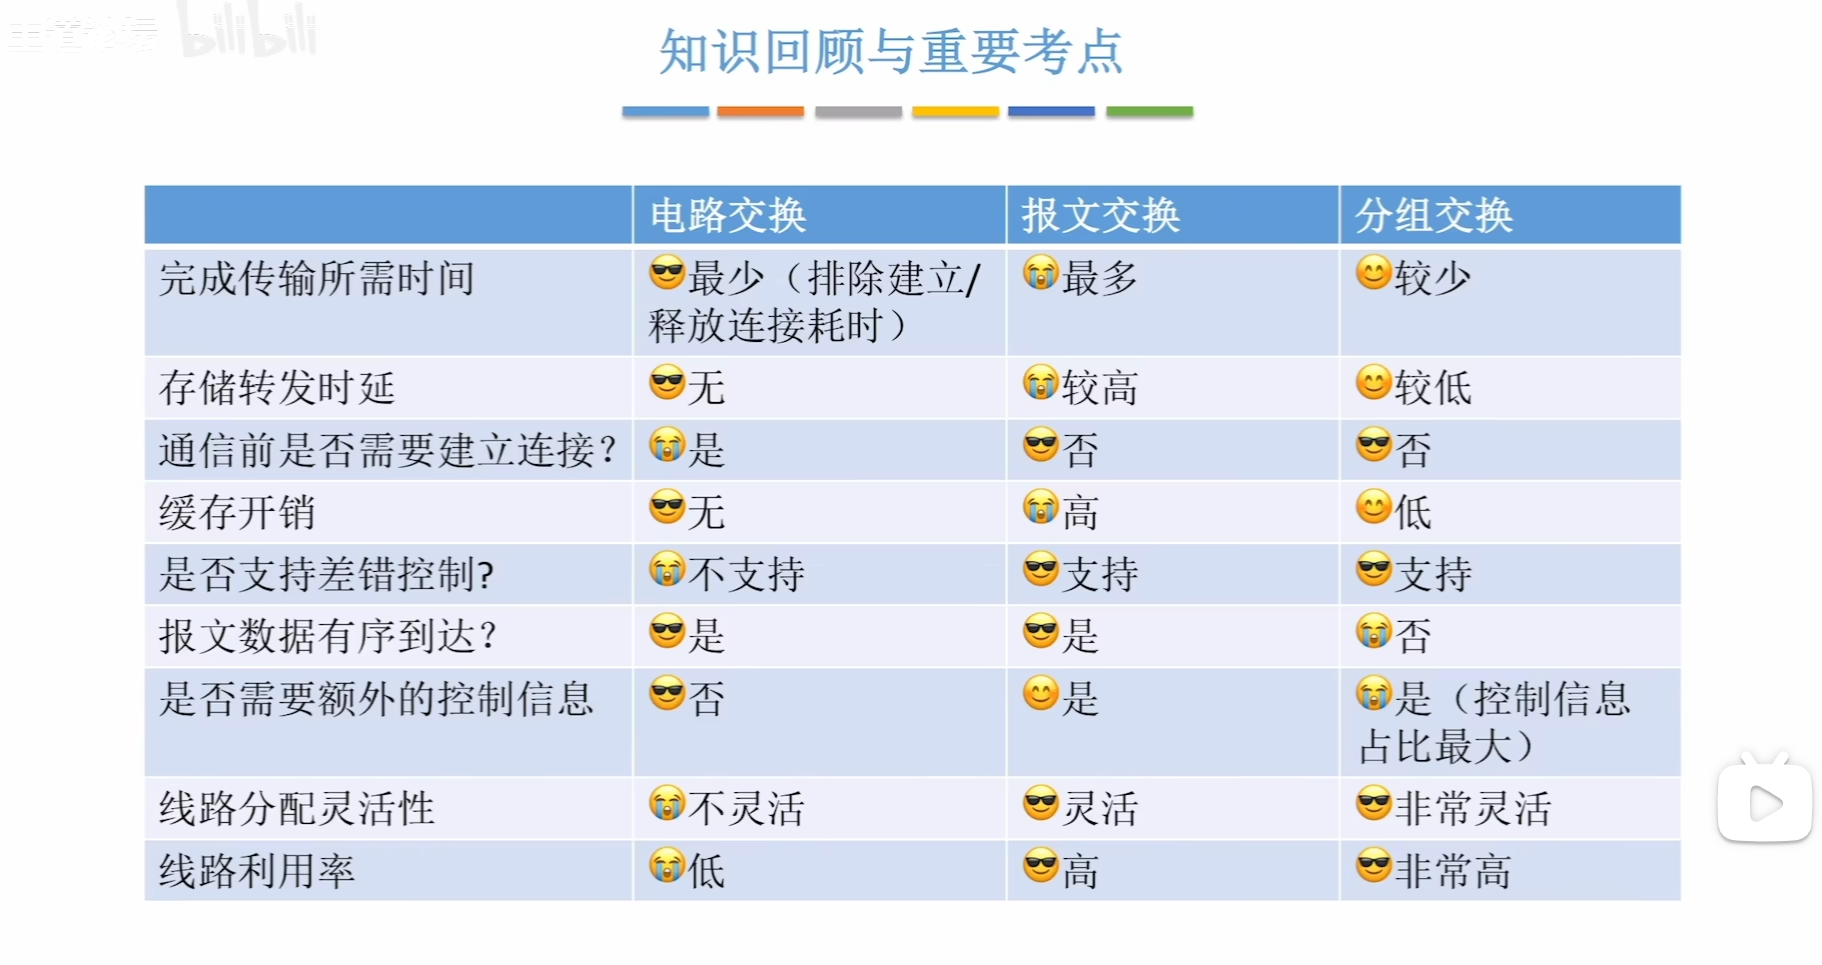 王道论坛 bilibili
知识回顾与重要考点
电路交换 报文交换 分组交换
完成传输所需时间 😎最少（排除建立/ 😭最多 😊较少
释放连接耗时）
存储转发时延 😎无 😭较高 😊较低
通信前是否需要建立连接？ 😭是 😎否 😎否
缓存开销 😎无 😭高 😊低
是否支持差错控制? 😭不支持 😎支持 😎支持
报文数据有序到达？ 😎是 😎是 😭否
是否需要额外的控制信息 😎否 😊是 😭是（控制信息
占比最大）
线路分配灵活性 😭不灵活 😎灵活 😎非常灵活
线路利用率 😭低 😎高 😎非常高